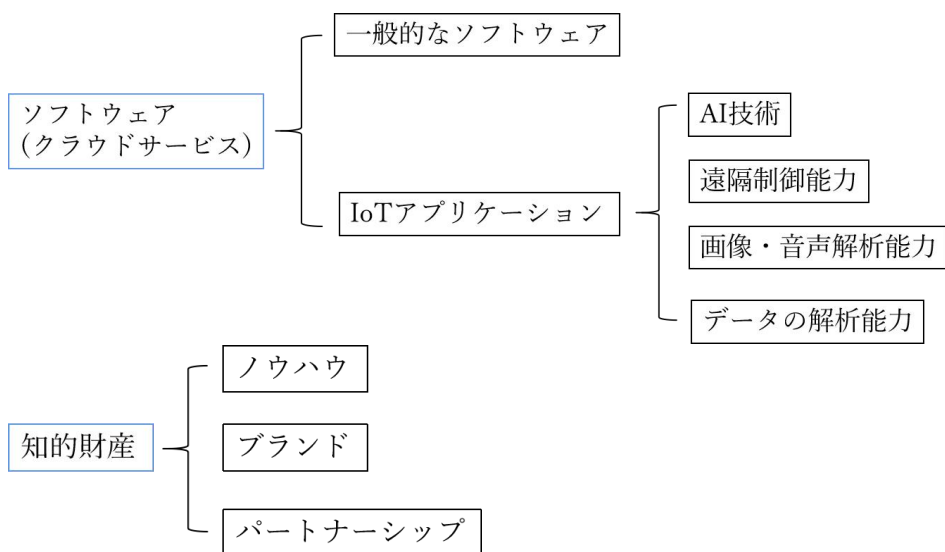 一般的なソフトウェア
ソフトウェア
(クラウドサービス)
IoTアプリケーション
AI技術
遠隔制御能力
画像・音声解析能力
データの解析能力
知的財産
ノウハウ
ブランド
パートナーシップ